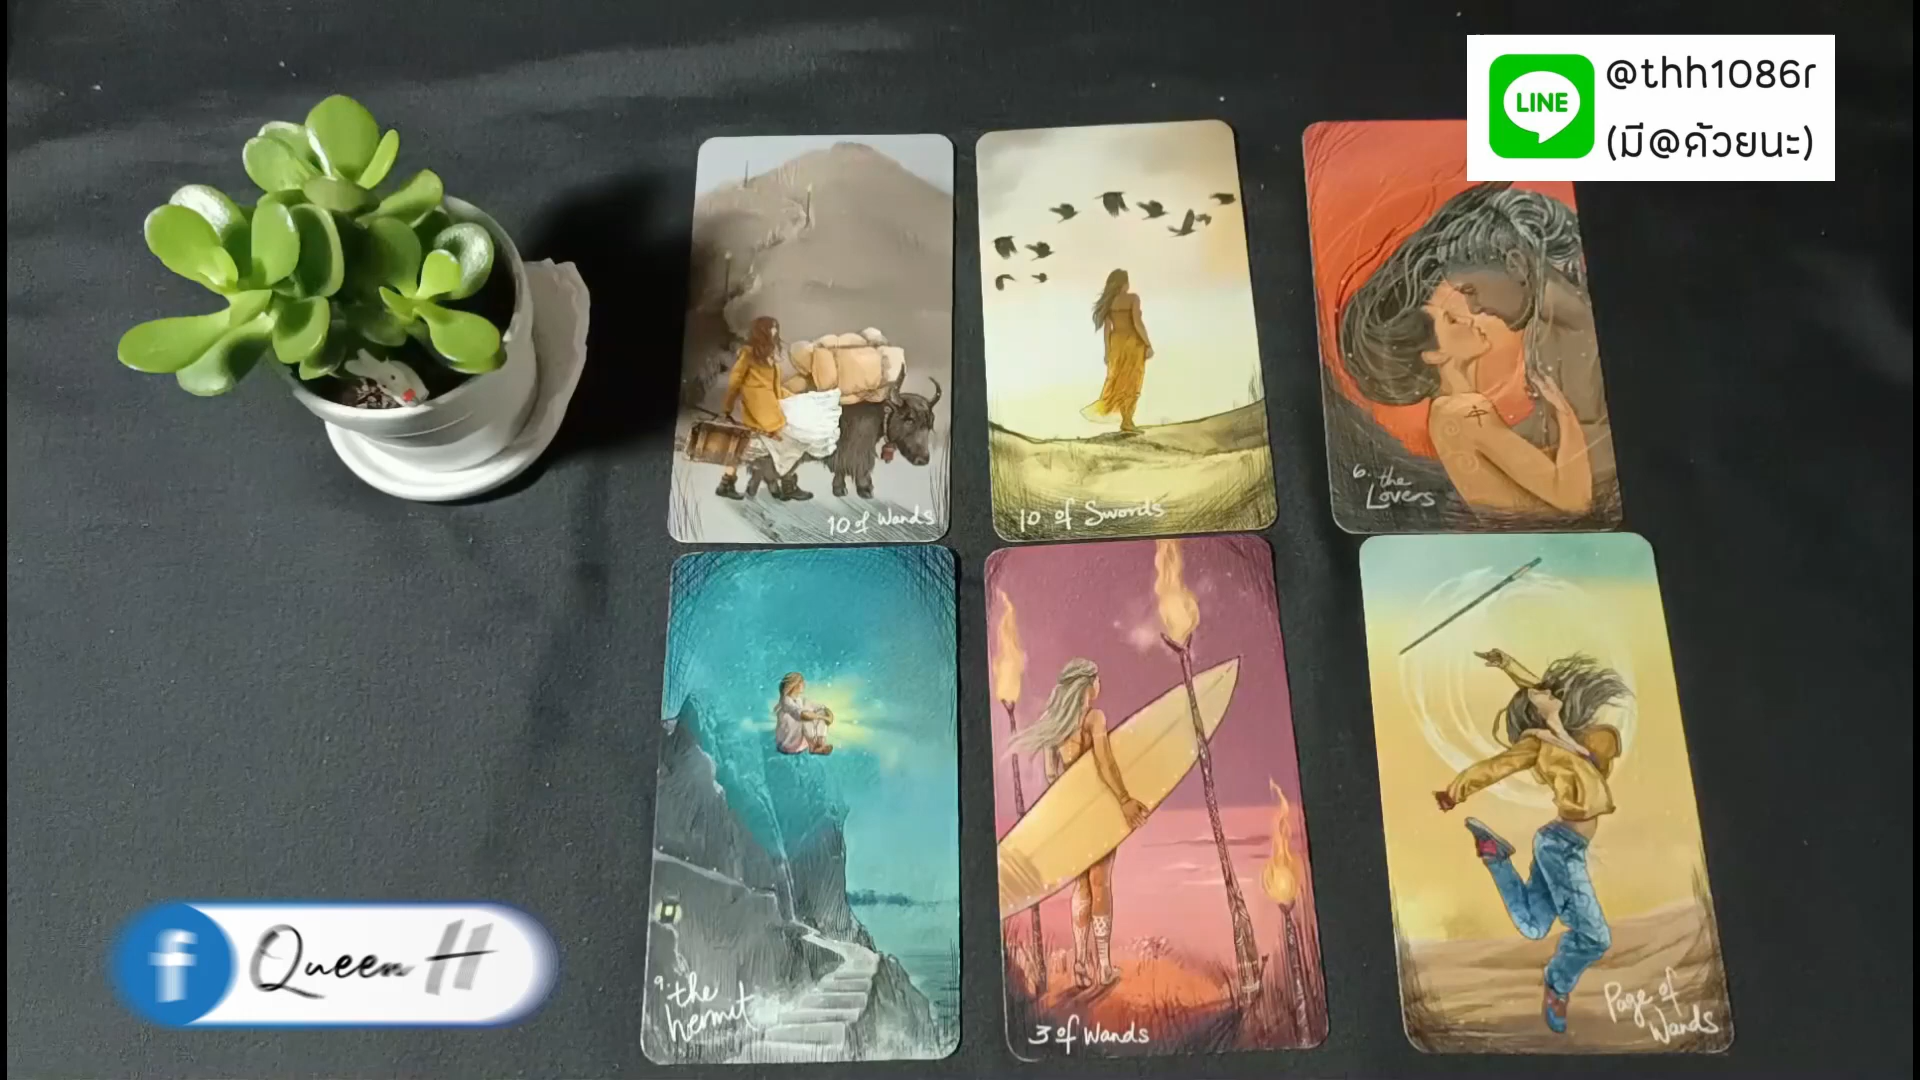 LINE
@thh1086r
(มี@ด้วยนะ)
10 of Wands
10 of Swords
6. the
Lovers
9. the
hermit
3 of Wands
Page of
Wands
f Queen H